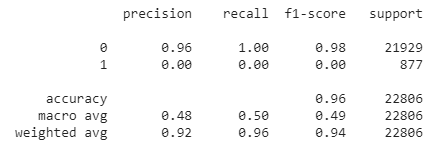 precision recall f1-score support
0 0.96 1.00 0.98 21929
1 0.00 0.00 0.00 877
accuracy 0.96 22806
macro avg 0.48 0.50 0.49 22806
weighted avg 0.92 0.96 0.94 22806